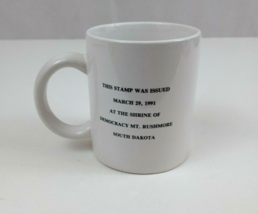 THIS STAMP WAS ISSUED
MARCH 29, 1991
AT THE SHRINE OF
DEMOCRACY MT. RUSHMORE
SOUTH DAKOTA